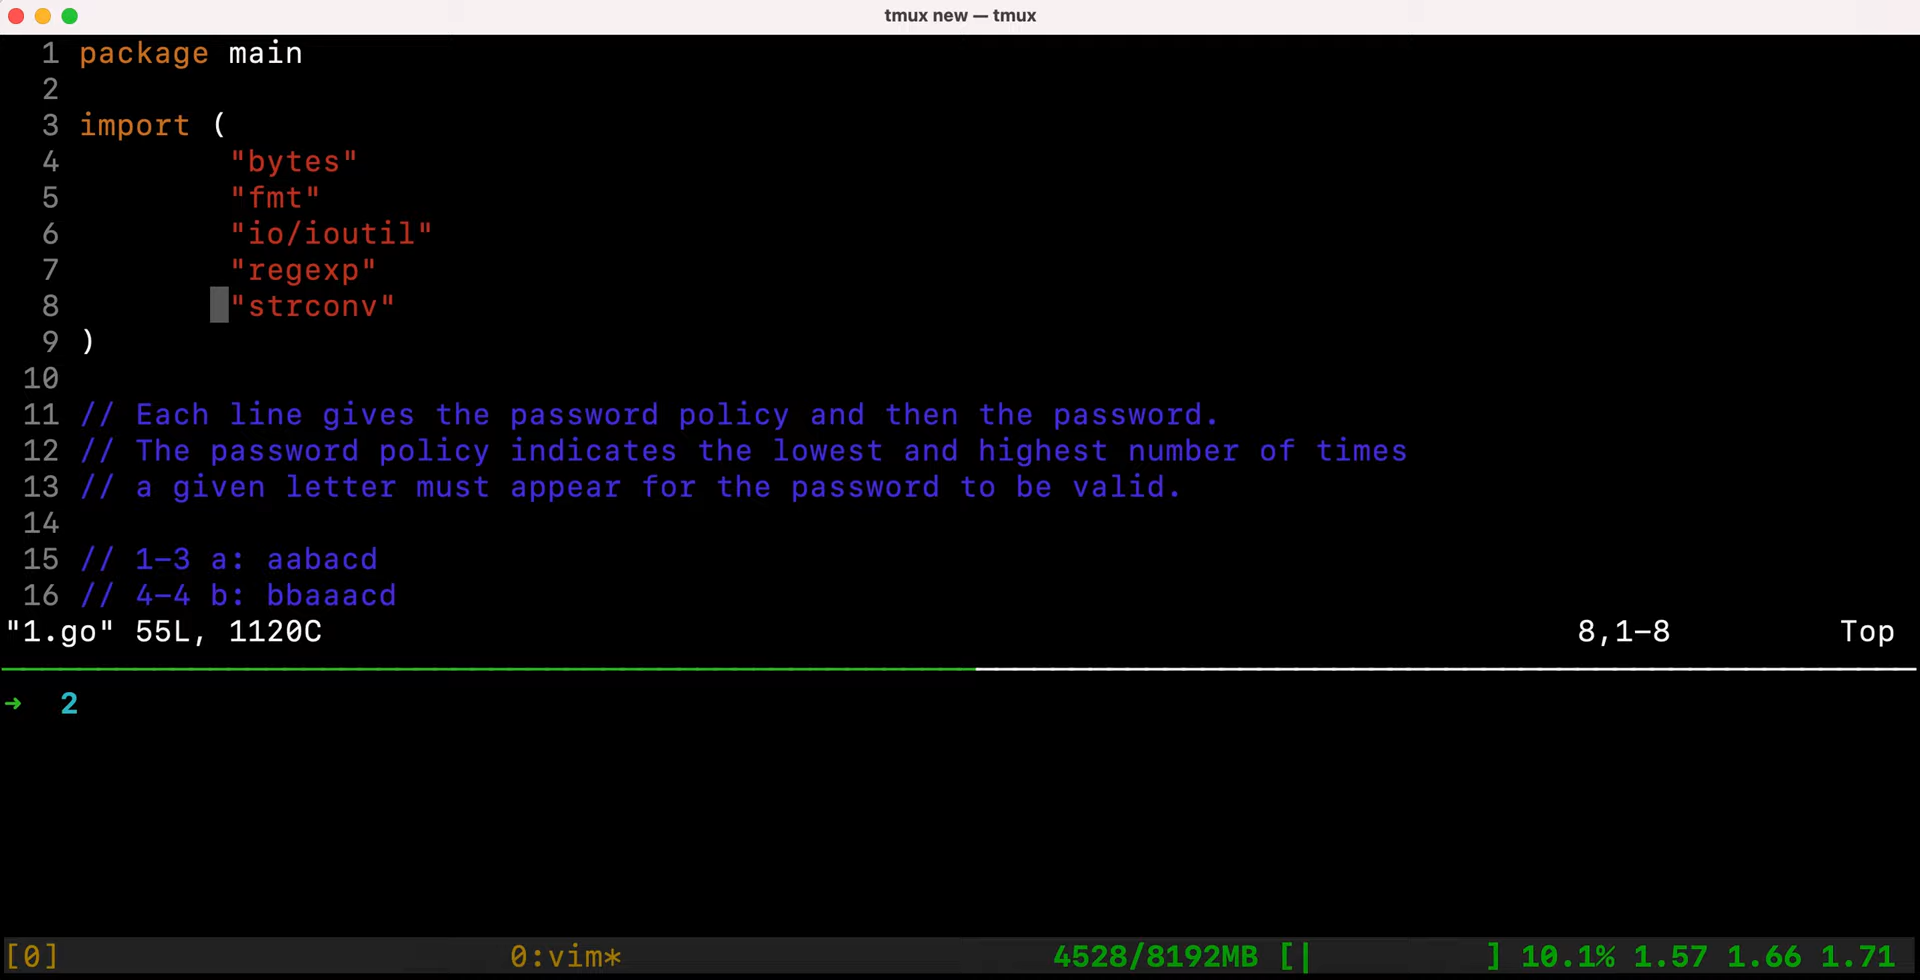 tmux new — tmux
1 package main
2
3 import (
4 "bytes"
5 "fmt"
6 "io/ioutil"
7 "regexp"
8 "strconv"
9 )
10
11 // Each line gives the password policy and then the password.
12 // The password policy indicates the lowest and highest number of times
13 // a given letter must appear for the password to be valid.
14
15 // 1-3 a: aabacd
16 // 4-4 b: bbaaacd
"1.go" 55L, 1120C 8,1-8 Top
→ 2
[0] 0:vim* 4528/8192MB [| ] 10.1% 1.57 1.66 1.71